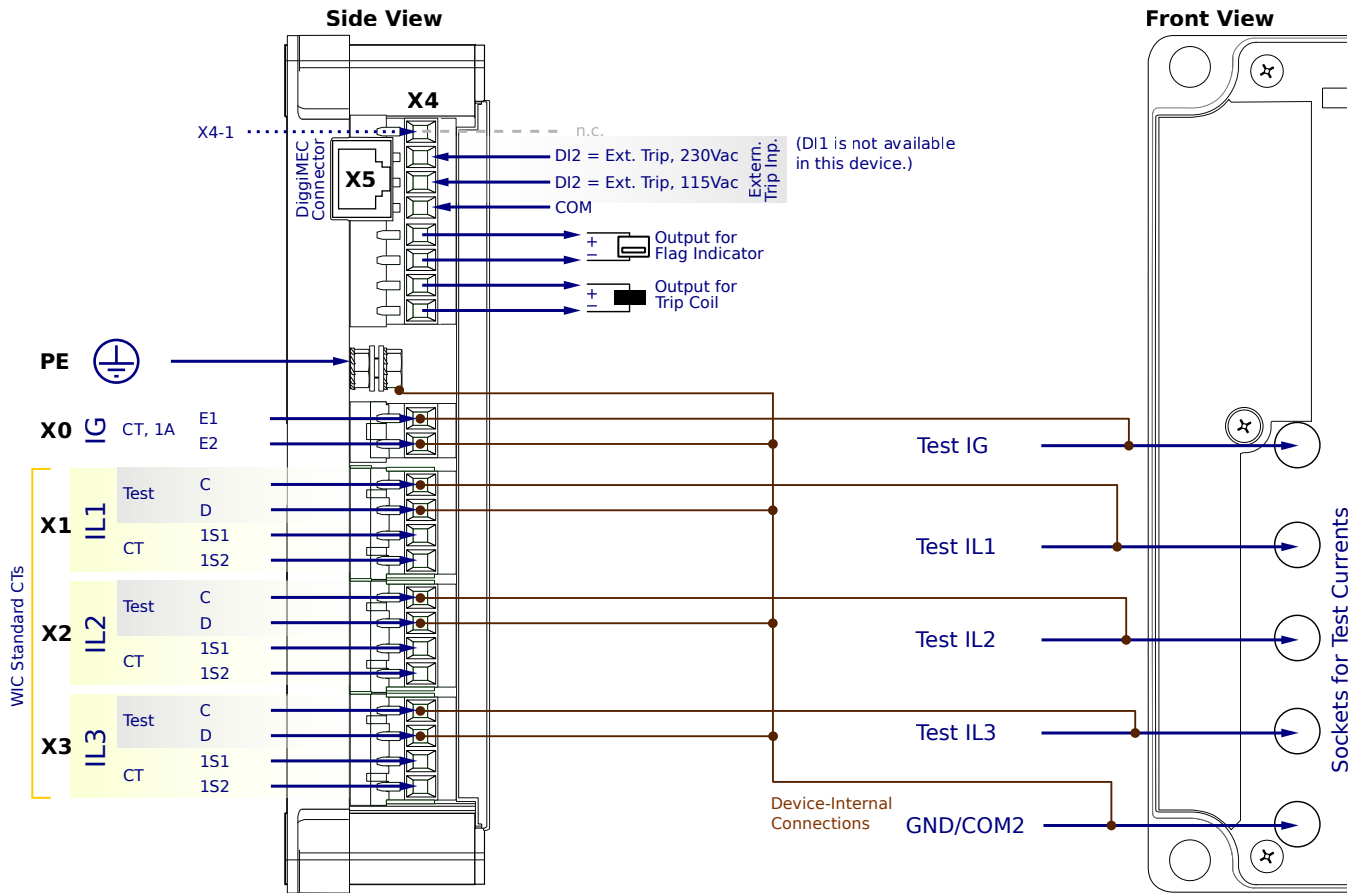 Side View
Front View
X4
X4-1
n.c.
DiggiMEC
Connector
X5
DI2 = Ext. Trip, 230Vac
DI2 = Ext. Trip, 115Vac
COM
Extern.
Trip Inp.
(DI1 is not available
in this device.)
+
−
Output for
Flag Indicator
+
−
Output for
Trip Coil
PE
X0
IG
CT, 1A
E1
E2
Test IG
WIC Standard CTs
X1
IL1
Test
C
D
CT
1S1
1S2
Test IL1
X2
IL2
Test
C
D
CT
1S1
1S2
Test IL2
X3
IL3
Test
C
D
CT
1S1
1S2
Test IL3
Device-Internal
Connections
GND/COM2
Sockets for Test Currents